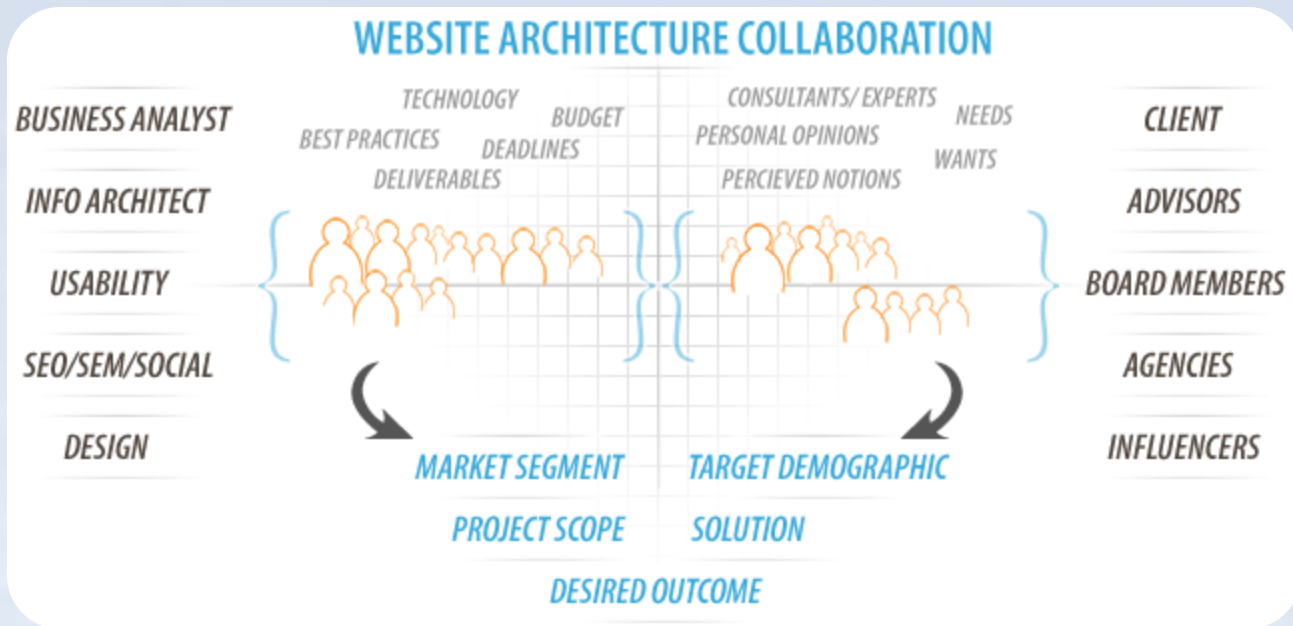 WEBSITE ARCHITECTURE COLLABORATION
BUSINESS ANALYST
INFO ARCHITECT
USABILITY
SEO/SEM/SOCIAL
DESIGN
TECHNOLOGY
BUDGET
BEST PRACTICES
DEADLINES
DELIVERABLES
CONSULTANTS/ EXPERTS
NEEDS
PERSONAL OPINIONS
WANTS
PERCIEVED NOTIONS
CLIENT
ADVISORS
BOARD MEMBERS
AGENCIES
INFLUENCERS
MARKET SEGMENT
TARGET DEMOGRAPHIC
PROJECT SCOPE
SOLUTION
DESIRED OUTCOME